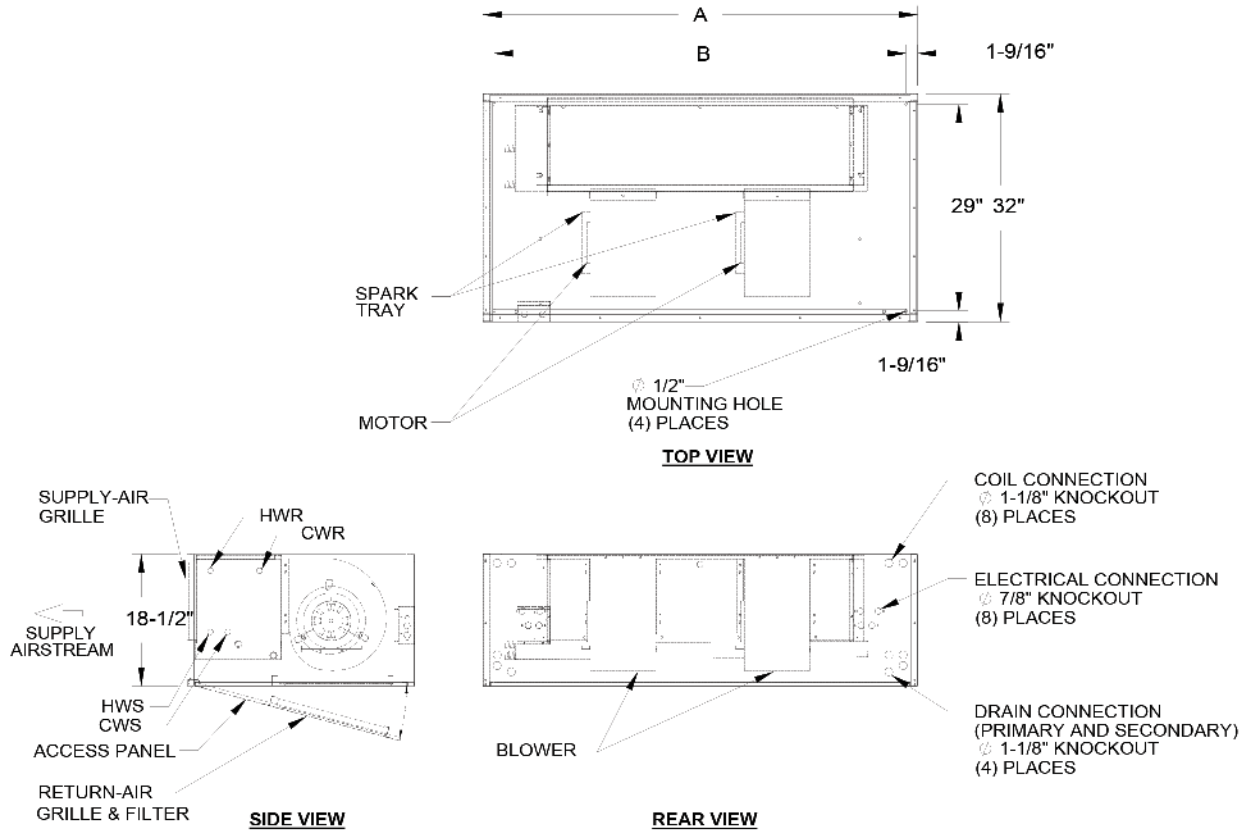 A
B
1-9/16"
29" 32"
SPARK
TRAY
1-9/16"
∅ 1/2"
MOUNTING HOLE
(4) PLACES
MOTOR
TOP VIEW
SUPPLY-AIR
GRILLE
HWR
CWR
18-1/2"
SUPPLY
AIRSTREAM
HWS
CWS
ACCESS PANEL
RETURN-AIR
GRILLE & FILTER
SIDE VIEW
COIL CONNECTION
∅ 1-1/8" KNOCKOUT
(8) PLACES
ELECTRICAL CONNECTION
∅ 7/8" KNOCKOUT
(8) PLACES
BLOWER
DRAIN CONNECTION
(PRIMARY AND SECONDARY)
∅ 1-1/8" KNOCKOUT
(4) PLACES
REAR VIEW